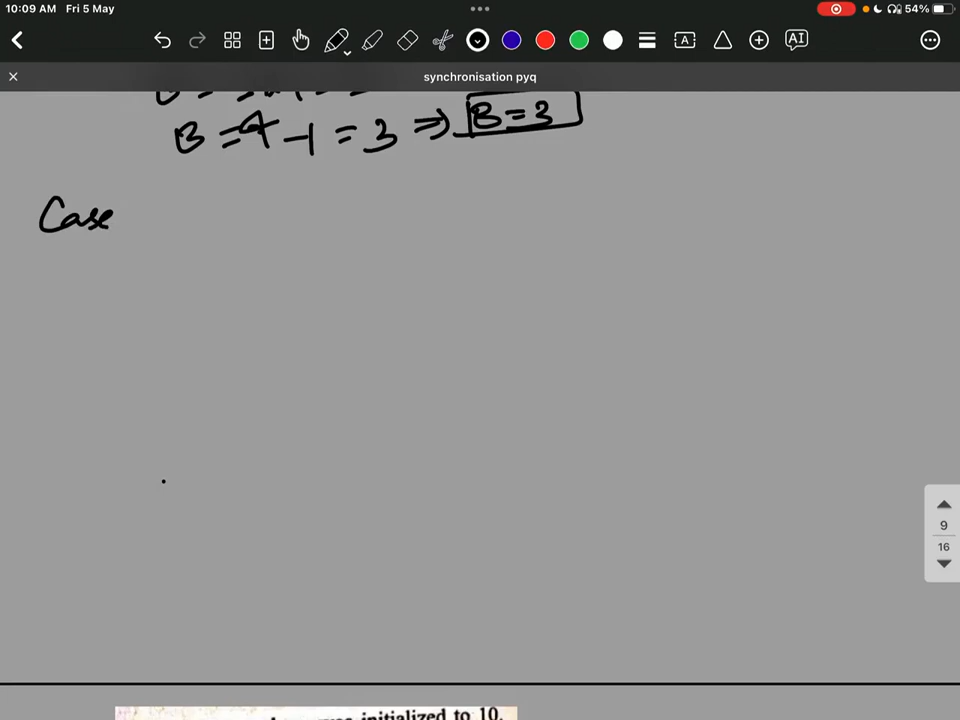 10:09 AM Fri 5 May
54%
synchronisation pyq
B = 4 - 1 = 3 ⇒ B = 3
Case
9
16
initialized to 10.